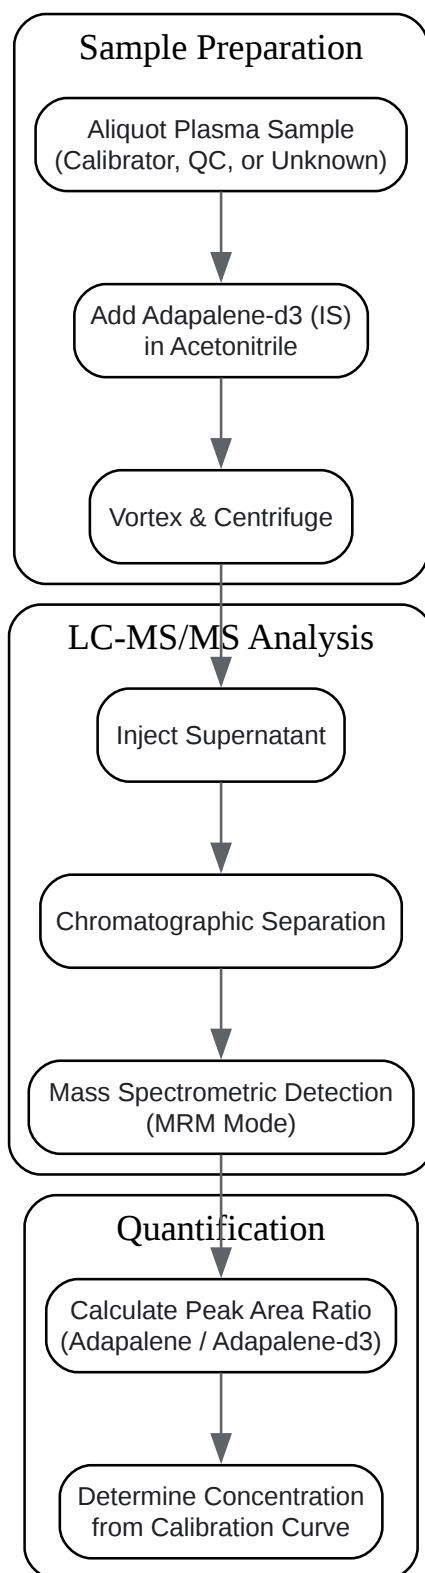 Sample Preparation
Aliquot Plasma Sample
(Calibrator, QC, or Unknown)
Add Adapalene-d3 (IS)
in Acetonitrile
Vortex & Centrifuge
LC-MS/MS Analysis
Inject Supernatant
Chromatographic Separation
Mass Spectrometric Detection
(MRM Mode)
Quantification
Calculate Peak Area Ratio
(Adapalene / Adapalene-d3)
Determine Concentration
from Calibration Curve